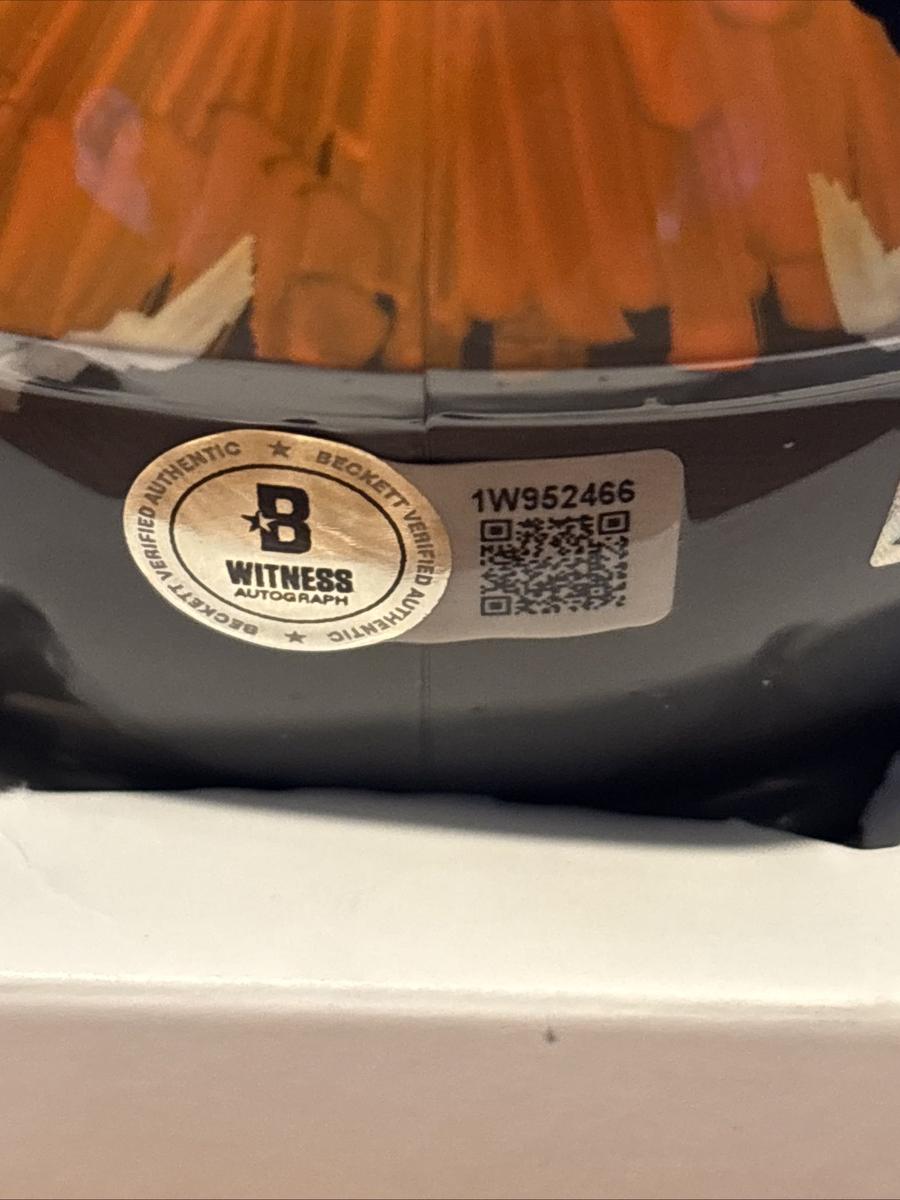 BECKETT VERIFIED AUTHENTIC ★ BECKETT VERIFIED AUTHENTIC ★
B
WITNESS
AUTOGRAPH
1W952466